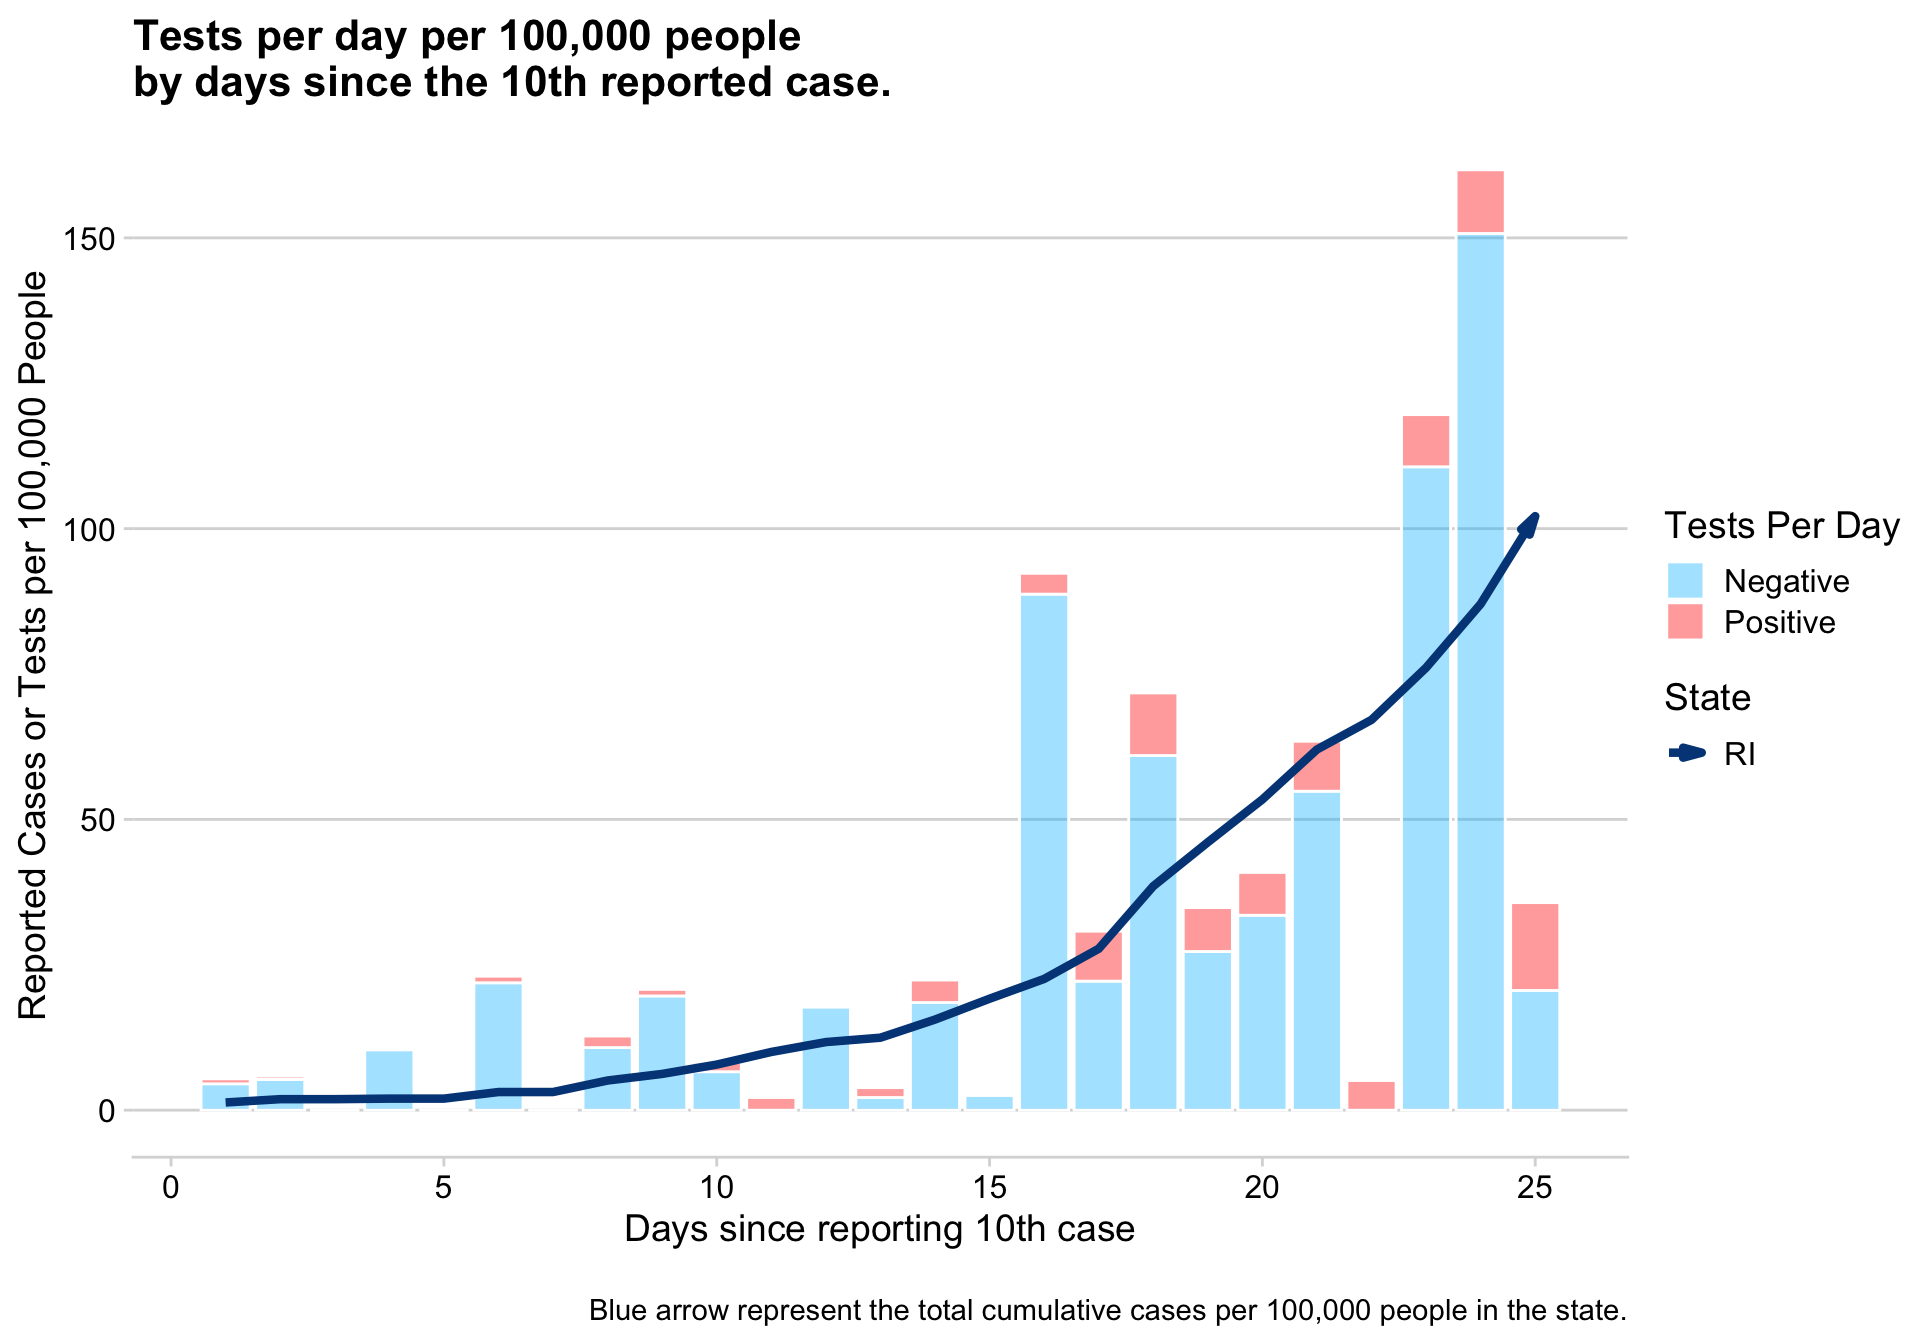 Tests per day per 100,000 people
by days since the 10th reported case.
Reported Cases or Tests per 100,000 People
150
100
50
0
0 5 10 15 20 25
Days since reporting 10th case
Tests Per Day
Negative
Positive
State
RI
Blue arrow represent the total cumulative cases per 100,000 people in the state.